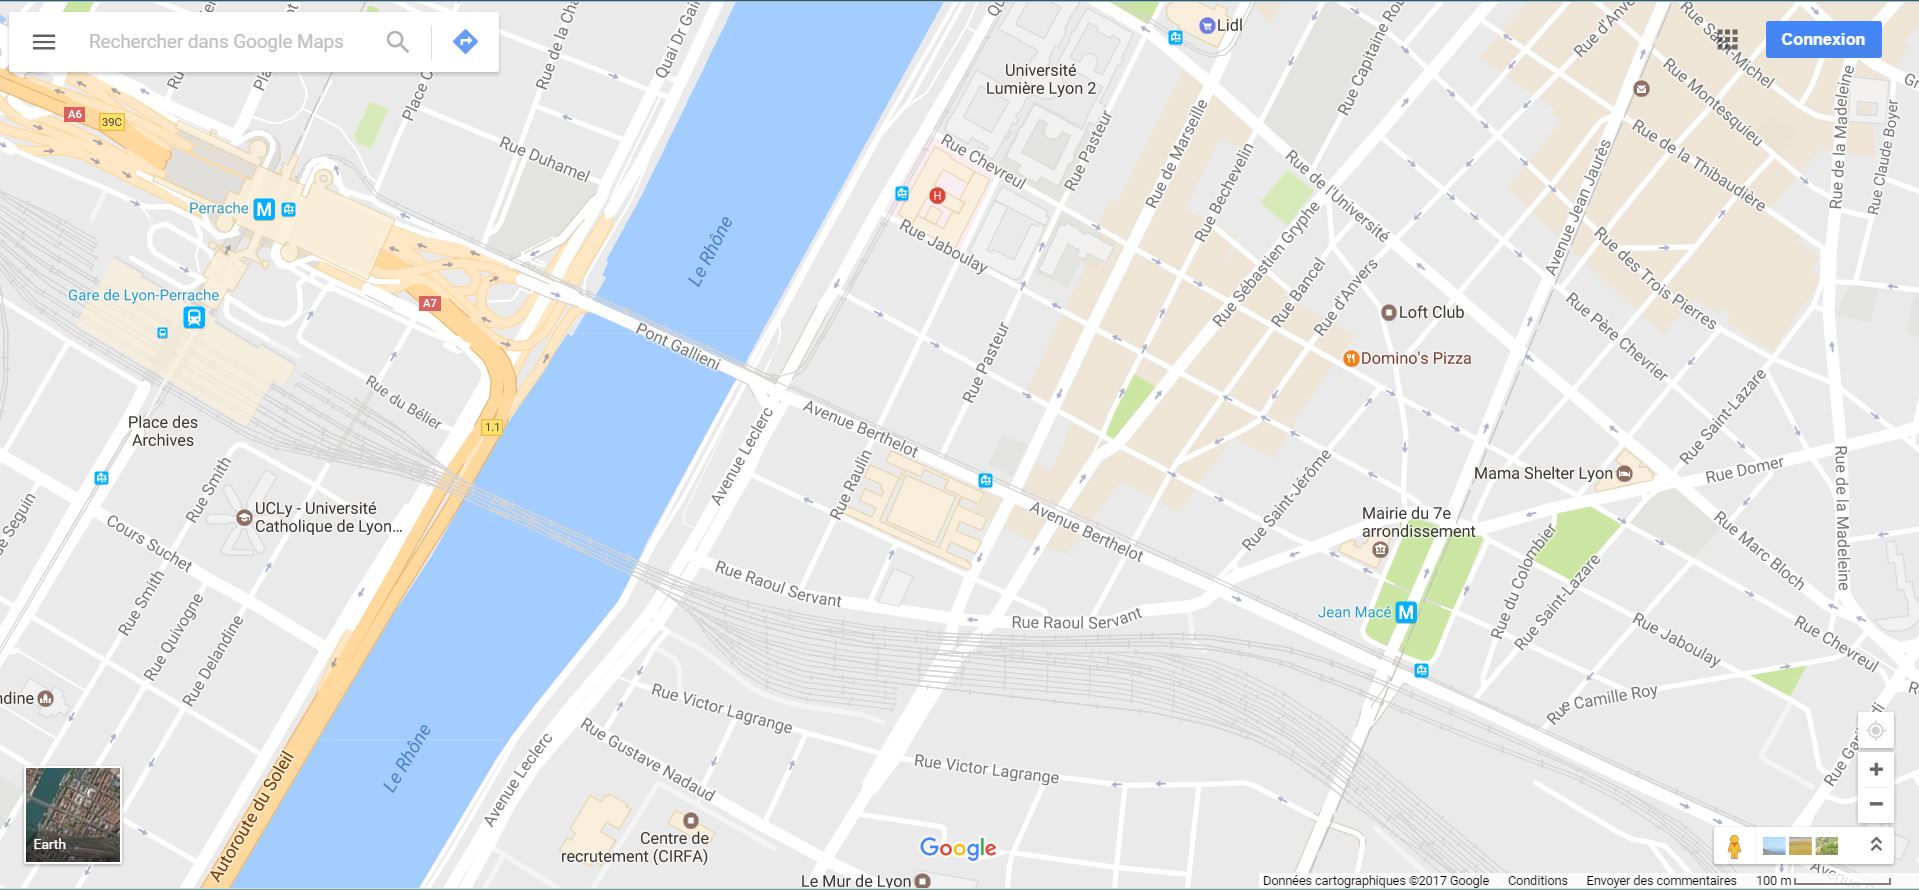 Rechercher dans Google Maps
Connexion
Lidl
Université
Lumière Lyon 2
Quai Dr Gai
Rue de la Cha
Place C
A6
39C
Rue Duhamel
Perrache
M
Gare de Lyon-Perrache
A7
Le Rhône
Pont Gallieni
Rue Chevreul
H
Rue Jaboulay
Rue Pasteur
Rue de Marseille
Rue Bechevelin
Rue Capitaine Ro
Rue de l'Université
Rue Sébastien Gryphe
Rue Bancel
Rue d'Anvers
Rue d'Anv
Rue Saint-Michel
Rue Montesquieu
Rue de la Thibaudière
Rue de la Madeleine
Rue Claude Boyer
Avenue Jean Jaurès
Rue des Trois Pierres
Rue Père Chevrier
Loft Club
Domino's Pizza
Rue Pasteur
Rue du Bélier
1.1
Place des
Archives
Rue Smith
UCLy - Université
Catholique de Lyon...
Avenue Leclerc
Avenue Berthelot
Rue Raulin
Avenue Berthelot
Rue Saint-Jérôme
Rue Saint-Lazare
Mama Shelter Lyon
Rue Domer
Rue de la Madeleine
Mairie du 7e
arrondissement
Rue Marc Bloch
Rue du Colombier
Rue Saint-Lazare
e Seguin
Cours Suchet
Rue Smith
Rue Quivogne
Rue Delandine
Rue Raoul Servant
Rue Raoul Servant
Jean Macé
M
Rue Jaboulay
Rue Chevreul
Rue Camille Roy
ndine
Le Rhône
Rue Victor Lagrange
Rue Gustave Nadaud
Avenue Leclerc
Rue Victor Lagrange
Autoroute du Soleil
Earth
Centre de
recrutement (CIRFA)
Google
Le Mur de Lyon
Données cartographiques ©2017 Google
Conditions
Envoyer des commentaires
100 m